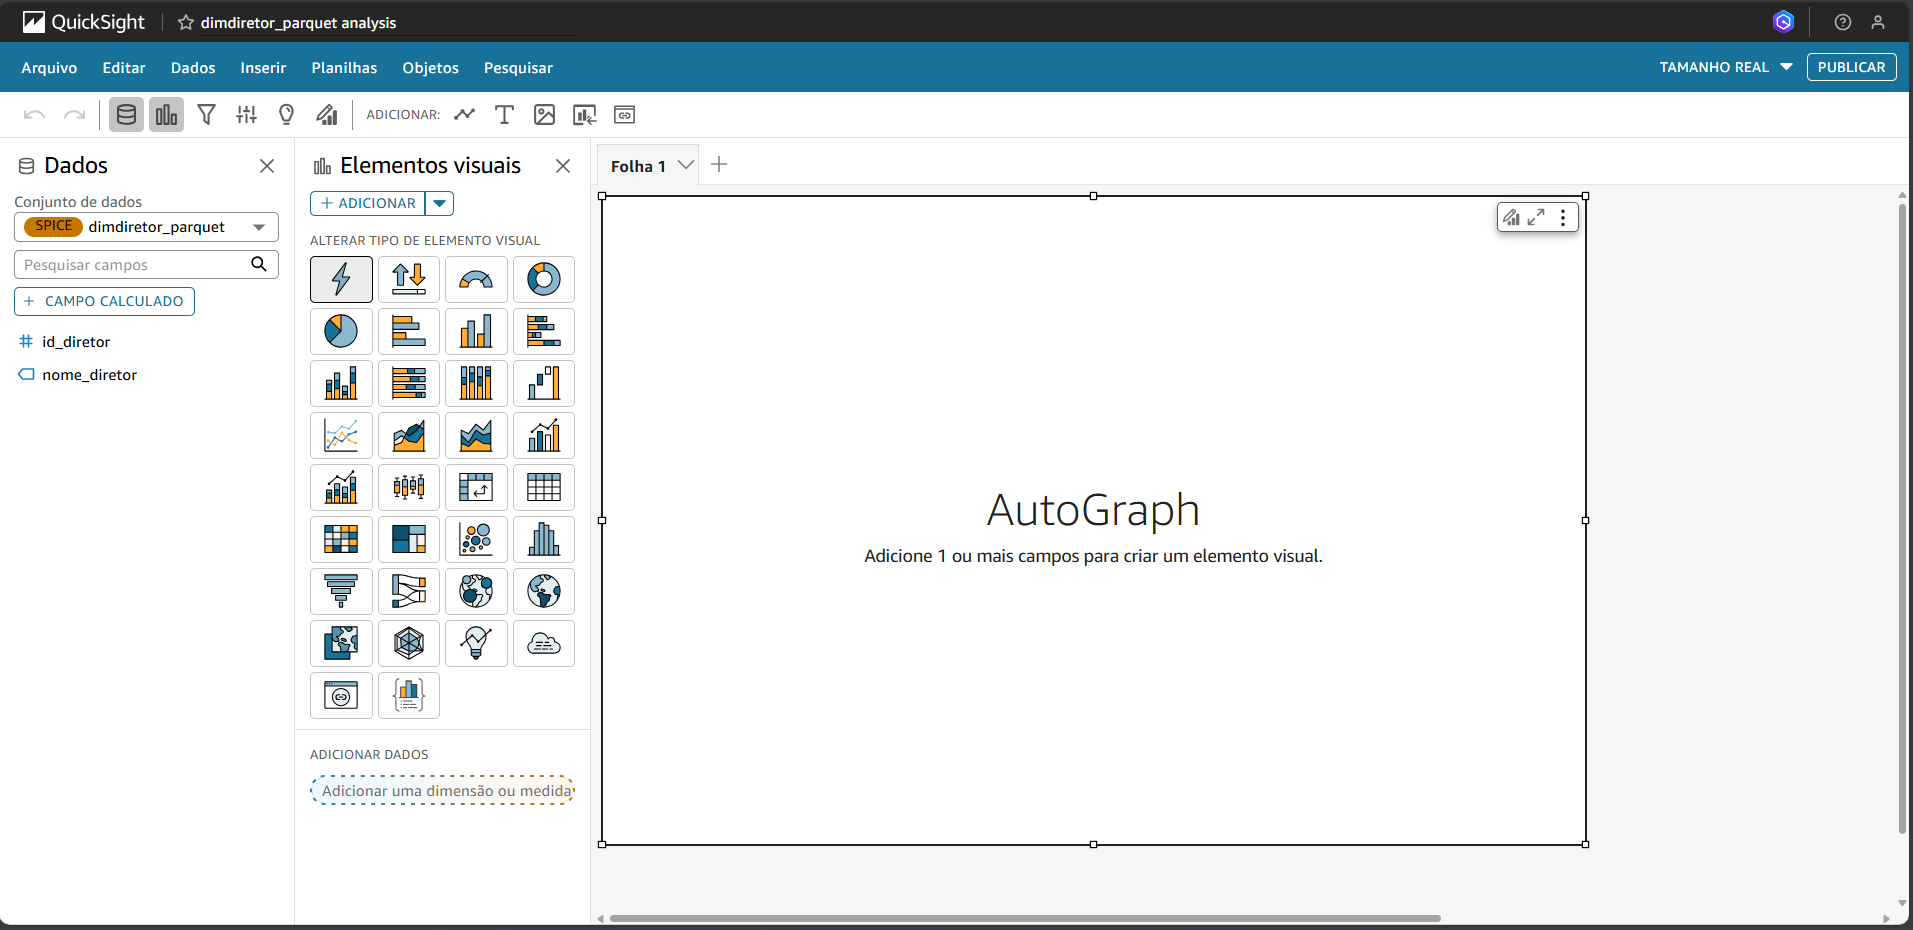 QuickSight
dimdiretor_parquet analysis
Arquivo Editar Dados Inserir Planilhas Objetos Pesquisar
TAMANHO REAL
PUBLICAR
ADICIONAR:
Dados
Conjunto de dados
SPICE dimdiretor_parquet
Pesquisar campos
+ CAMPO CALCULADO
# id_diretor
nome_diretor
Elementos visuais
+ ADICIONAR
ALTERAR TIPO DE ELEMENTO VISUAL
ADICIONAR DADOS
Adicionar uma dimensão ou medida
Folha 1
AutoGraph
Adicione 1 ou mais campos para criar um elemento visual.